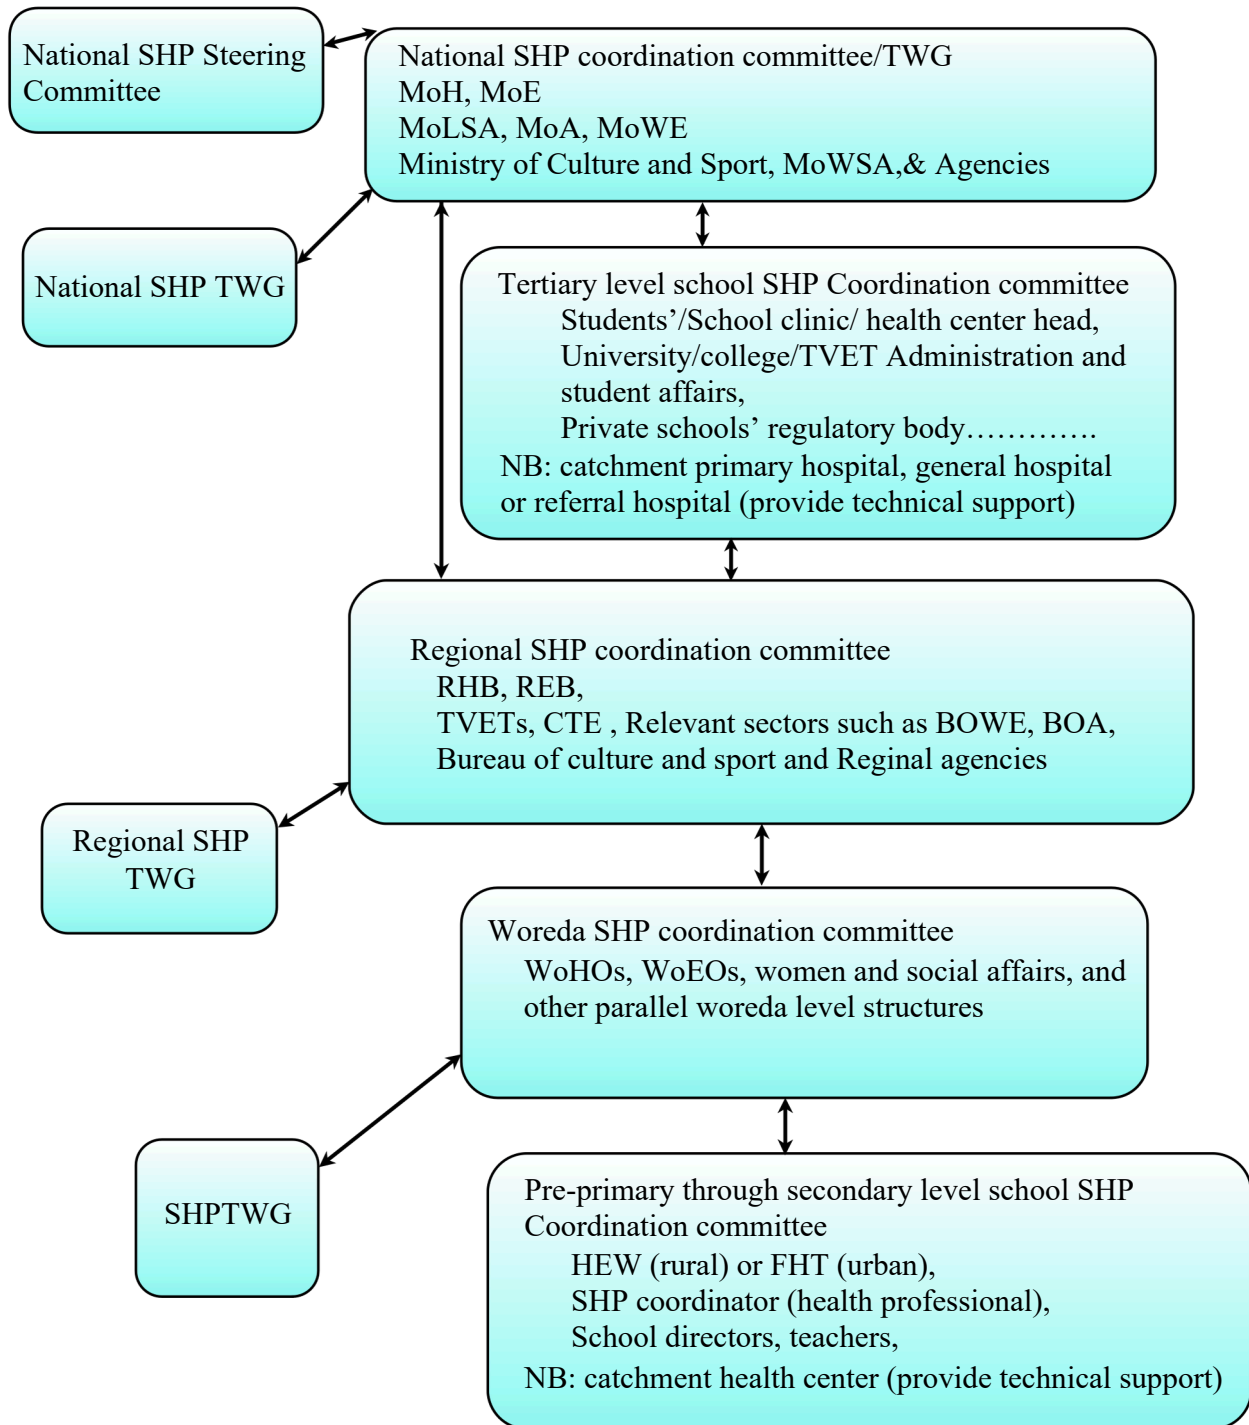 National SHP Steering
Committee
National SHP coordination committee/TWG
MoH, MoE
MoLSA, MoA, MoWE
Ministry of Culture and Sport, MoWSA,& Agencies
National SHP TWG
Tertiary level school SHP Coordination committee
Students’/School clinic/ health center head,
University/college/TVET Administration and
student affairs,
Private schools’ regulatory body………….
NB: catchment primary hospital, general hospital
or referral hospital (provide technical support)
Regional SHP coordination committee
RHB, REB,
TVETs, CTE , Relevant sectors such as BOWE, BOA,
Bureau of culture and sport and Reginal agencies
Regional SHP
TWG
Woreda SHP coordination committee
WoHOs, WoEOs, women and social affairs, and
other parallel woreda level structures
SHPTWG
Pre-primary through secondary level school SHP
Coordination committee
HEW (rural) or FHT (urban),
SHP coordinator (health professional),
School directors, teachers,
NB: catchment health center (provide technical support)